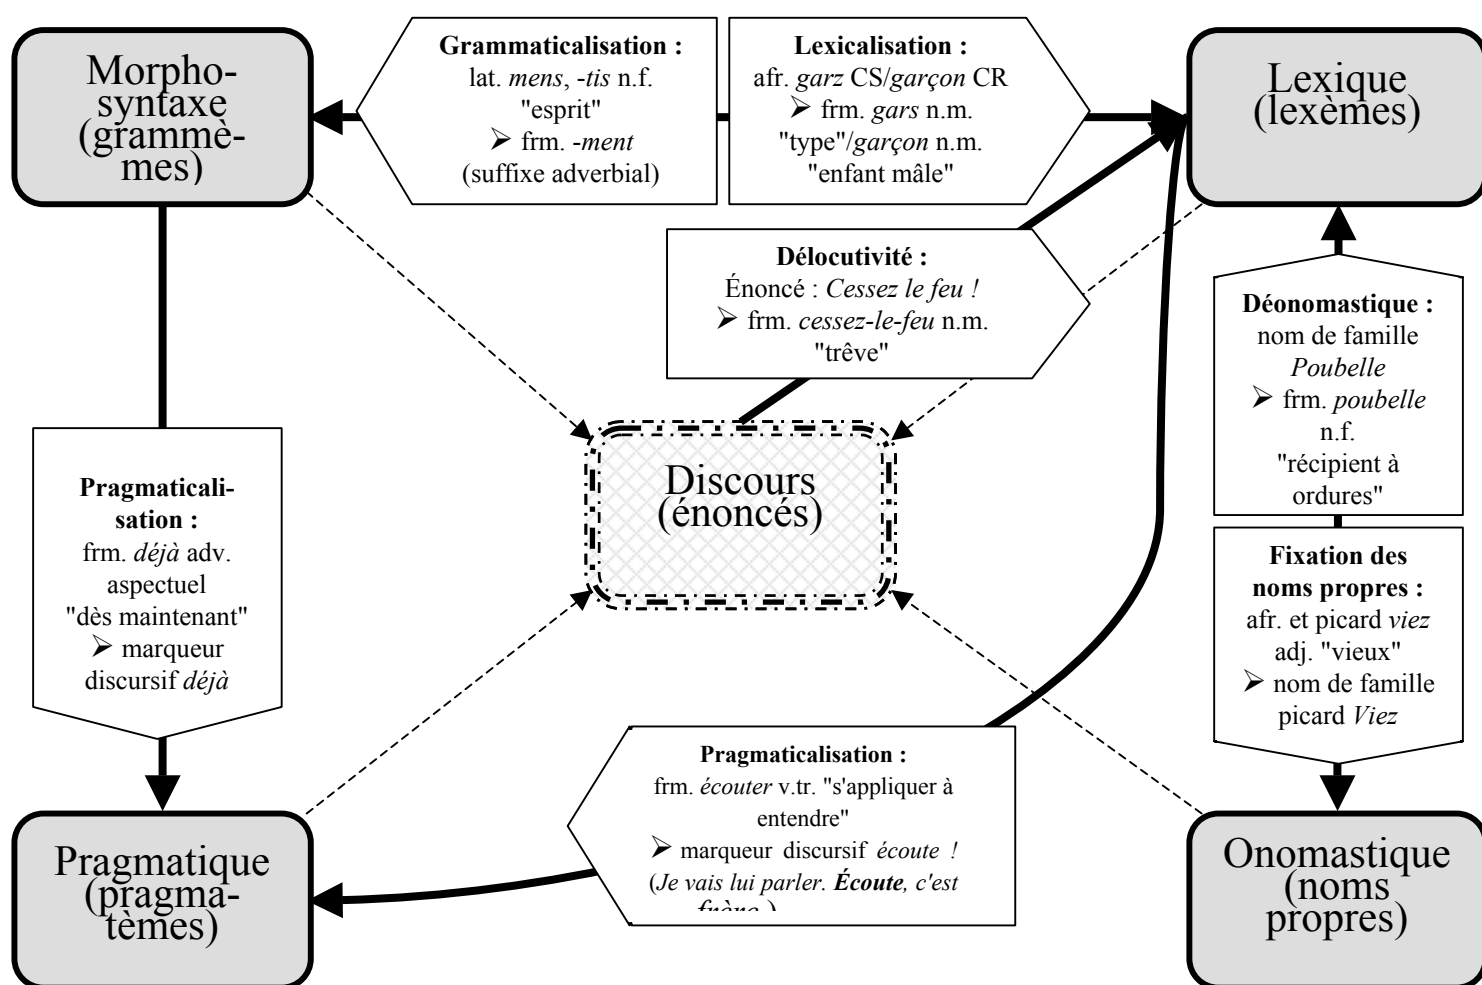 Morpho-
syntaxe
(grammè-
mes)
Grammaticalisation :
lat. mens, -tis n.f.
"esprit"
➢ frm. -ment
(suffixe adverbial)
Lexicalisation :
afr. garz CS/garçon CR
➢ frm. gars n.m.
"type"/garçon n.m.
"enfant mâle"
Lexique
(lexèmes)
Délocutivité :
Énoncé : Cessez le feu !
➢ frm. cessez-le-feu n.m.
"trêve"
Déonomastique :
nom de famille
Poubelle
➢ frm. poubelle
n.f.
"récipient à
ordures"
Discours
(énoncés)
Pragmaticali-
sation :
frm. déjà adv.
aspectuel
"dès maintenant"
➢ marqueur
discursif déjà
Fixation des
noms propres :
afr. et picard viez
adj. "vieux"
➢ nom de famille
picard Viez
Pragmaticalisation :
frm. écouter v.tr. "s'appliquer à
entendre"
➢ marqueur discursif écoute !
(Je vais lui parler. Écoute, c'est
Pragmatique
(pragma-
tèmes)
Onomastique
(noms
propres)